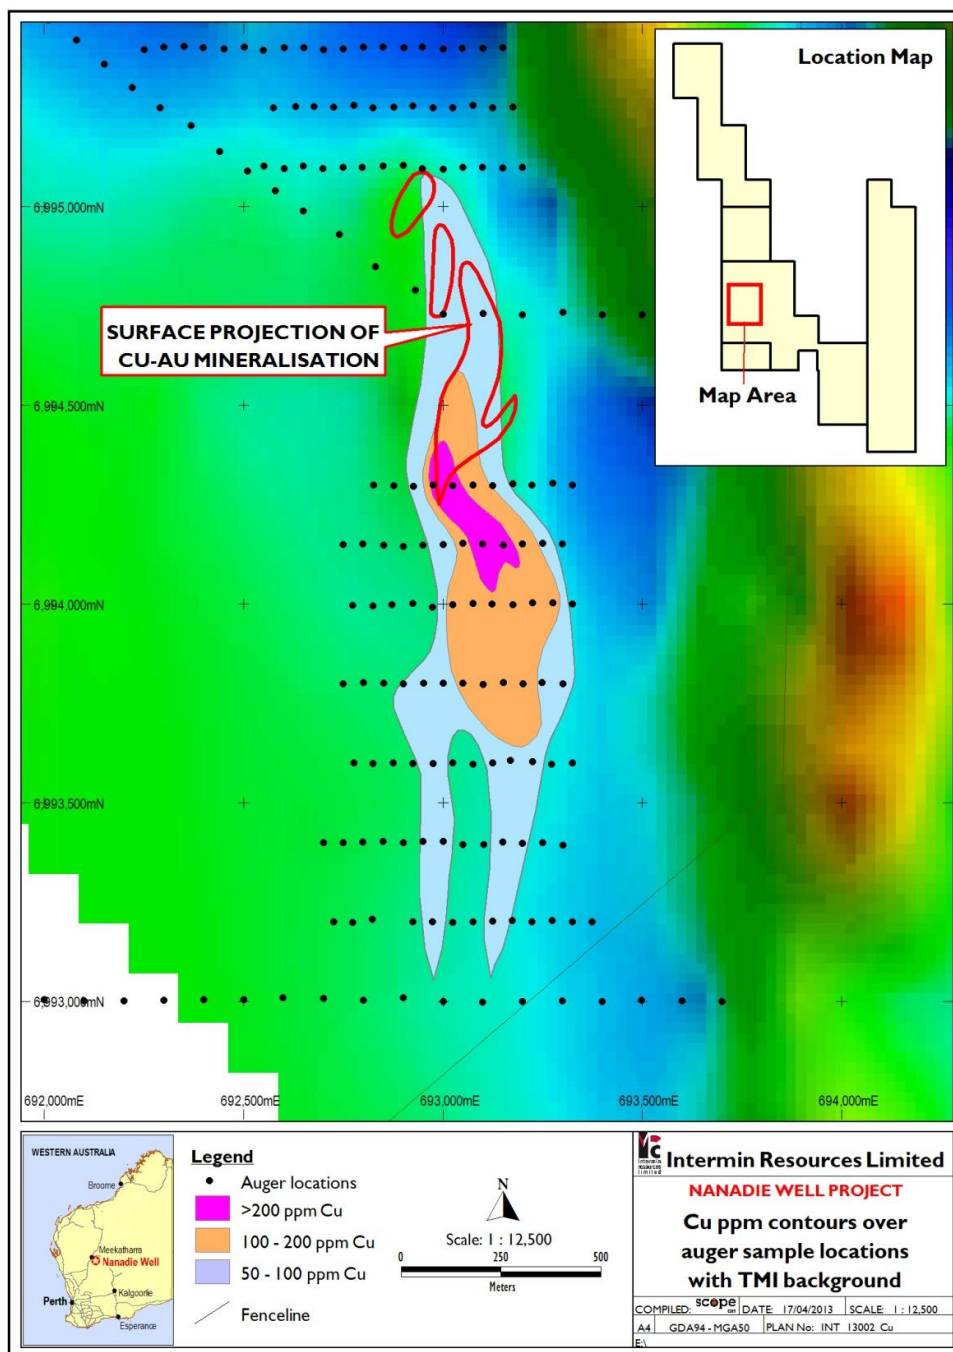 Location Map
6,995,000mN
SURFACE PROJECTION OF
CU-AU MINERALISATION
Map Area
6,994,500mN
6,994,000mN
6,993,500mN
6,993,000mN
692,000mE
692,500mE
693,000mE
693,500mE
694,000mE
WESTERN AUSTRALIA
Broome
Meekatharra
Nanadie Well
Kalgoorlie
Perth
Esperance
Legend
Auger locations
>200 ppm Cu
100 - 200 ppm Cu
50 - 100 ppm Cu
Fenceline
N
Scale: 1 : 12,500
0 250 500
Meters
intermin
resources
limited
Intermin Resources Limited
NANADIE WELL PROJECT
Cu ppm contours over
auger sample locations
with TMI background
COMPILED: scope DATE: 17/04/2013 SCALE: 1 : 12,500
A4 GDA94 - MGA50 PLAN No: INT 13002 Cu
E:\